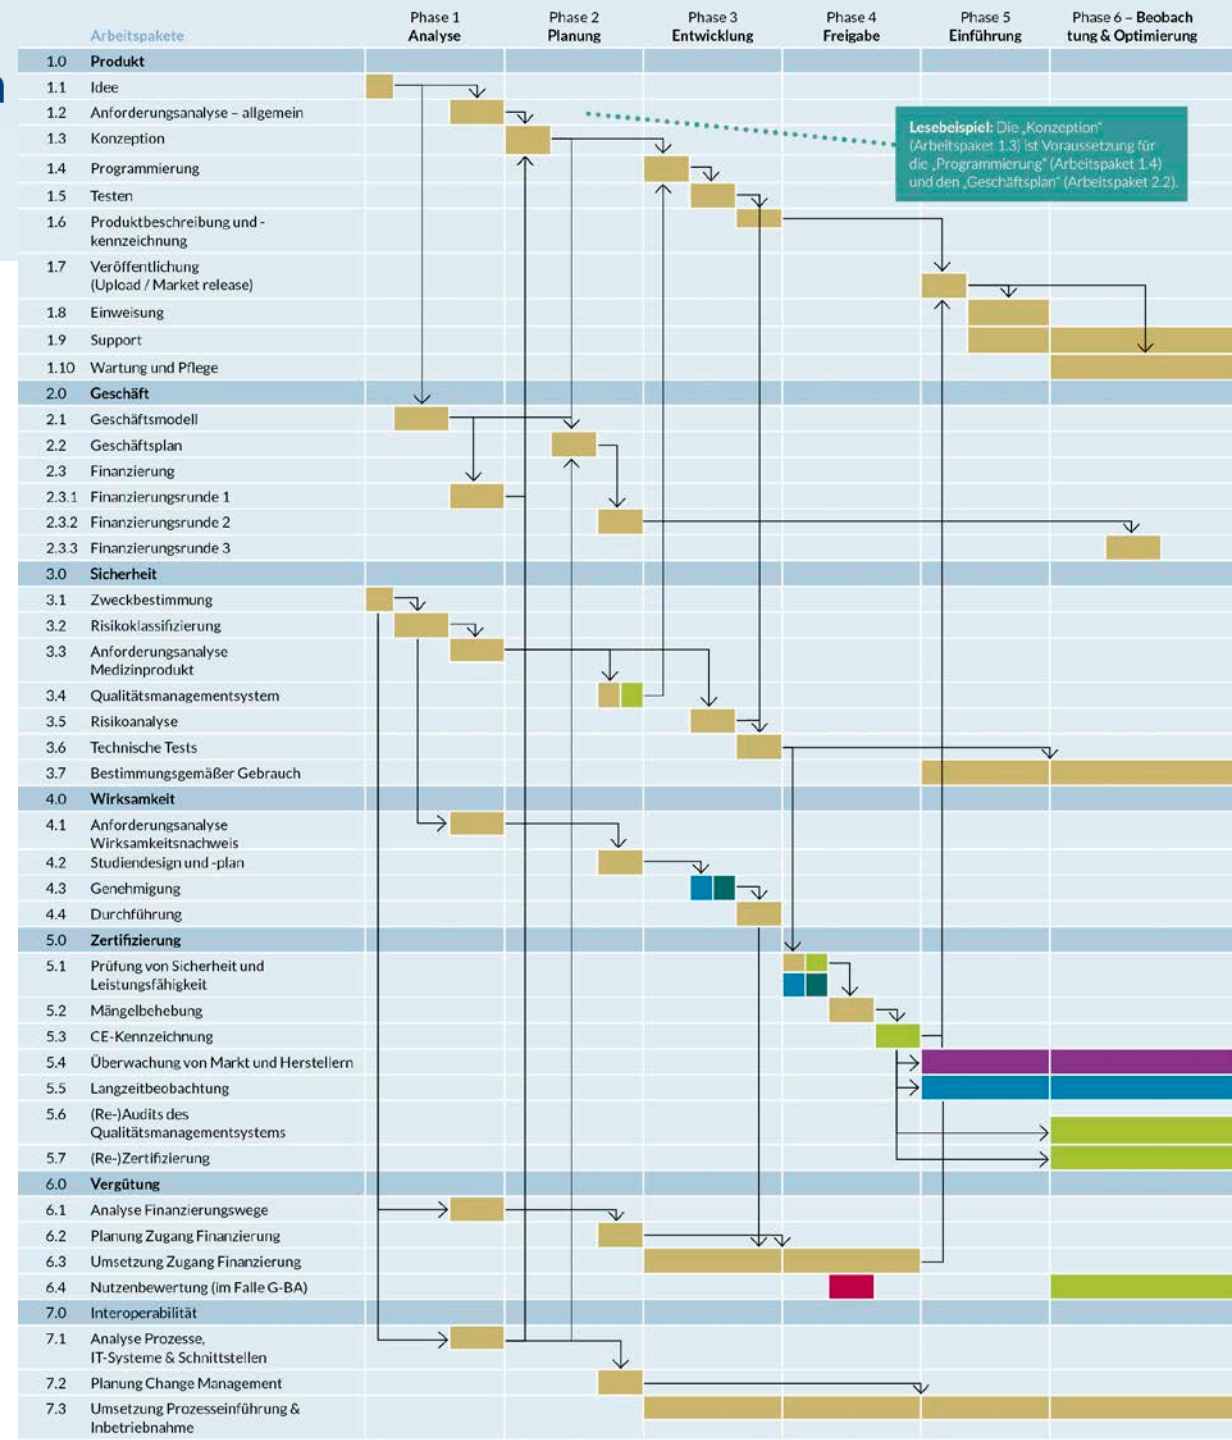 Phase 1
Analyse
Phase 2
Planung
Phase 3
Entwicklung
Phase 4
Freigabe
Phase 5
Einführung
Phase 6 – Beobach
tung & Optimierung
Arbeitspakete
1.0 Produkt
1.1 Idee
1.2 Anforderungsanalyse – allgemein
1.3 Konzeption
1.4 Programmierung
1.5 Testen
1.6 Produktbeschreibung und -
kennzeichnung
1.7 Veröffentlichung
(Upload / Market release)
1.8 Einweisung
1.9 Support
1.10 Wartung und Pflege
2.0 Geschäft
2.1 Geschäftsmodell
2.2 Geschäftsplan
2.3 Finanzierung
2.3.1 Finanzierungsrunde 1
2.3.2 Finanzierungsrunde 2
2.3.3 Finanzierungsrunde 3
3.0 Sicherheit
3.1 Zweckbestimmung
3.2 Risikoklassifizierung
3.3 Anforderungsanalyse
Medizinprodukt
3.4 Qualitätsmanagementsystem
3.5 Risikoanalyse
3.6 Technische Tests
3.7 Bestimmungsgemäßer Gebrauch
4.0 Wirksamkeit
4.1 Anforderungsanalyse
Wirksamkeitsnachweis
4.2 Studiendesign und -plan
4.3 Genehmigung
4.4 Durchführung
5.0 Zertifizierung
5.1 Prüfung von Sicherheit und
Leistungsfähigkeit
5.2 Mängelbehebung
5.3 CE-Kennzeichnung
5.4 Überwachung von Markt und Herstellern
5.5 Langzeitbeobachtung
5.6 (Re-)Audits des
Qualitätsmanagementsystems
5.7 (Re-)Zertifizierung
6.0 Vergütung
6.1 Analyse Finanzierungswege
6.2 Planung Zugang Finanzierung
6.3 Umsetzung Zugang Finanzierung
6.4 Nutzenbewertung (im Falle G-BA)
7.0 Interoperabilität
7.1 Analyse Prozesse,
IT-Systeme & Schnittstellen
7.2 Planung Change Management
7.3 Umsetzung Prozesseinführung &
Inbetriebnahme
Lesebeispiel: Die „Konzeption“
(Arbeitspaket 1.3) ist Voraussetzung für
die „Programmierung“ (Arbeitspaket 1.4)
und den „Geschäftsplan“ (Arbeitspaket 2.2).